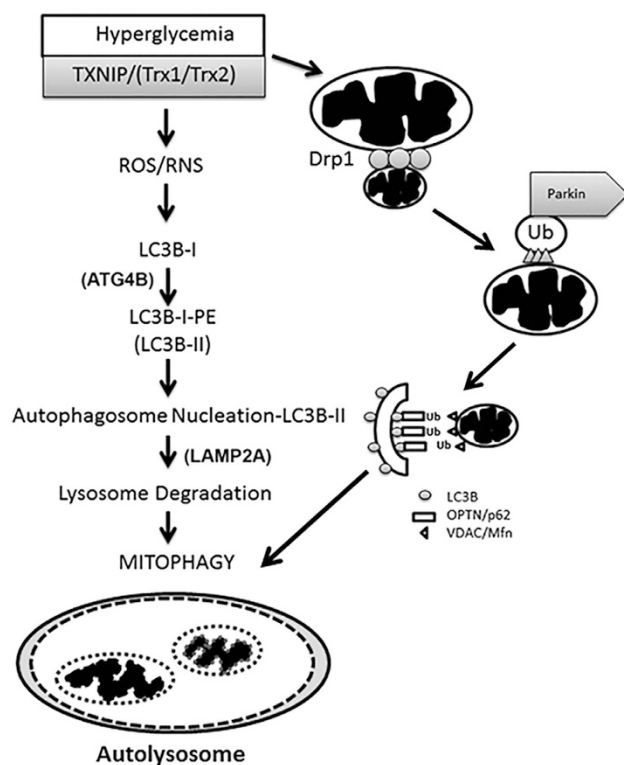 Hyperglycemia
TXNIP/(Trx1/Trx2)
ROS/RNS
LC3B-I
(ATG4B)
LC3B-I-PE
(LC3B-II)
Autophagosome Nucleation-LC3B-II
(LAMP2A)
Lysosome Degradation
MITOPHAGY
Autolysosome
Drp1
Parkin
Ub
Ub
Ub
Ub
LC3B
OPTN/p62
VDAC/Mfn